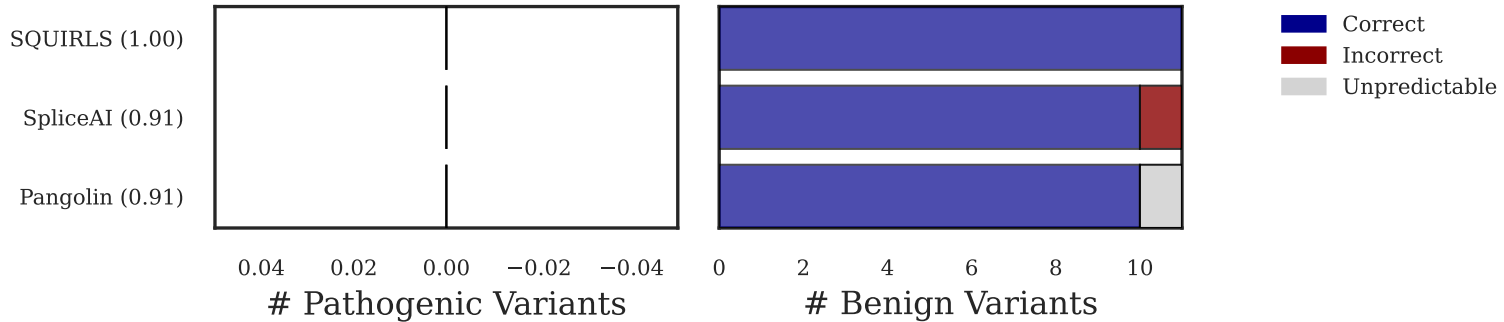 SQUIRLS (1.00)
SpliceAI (0.91)
Pangolin (0.91)
0.04 0.02 0.00 −0.02 −0.04
# Pathogenic Variants
0 2 4 6 8 10
# Benign Variants
Correct
Incorrect
Unpredictable